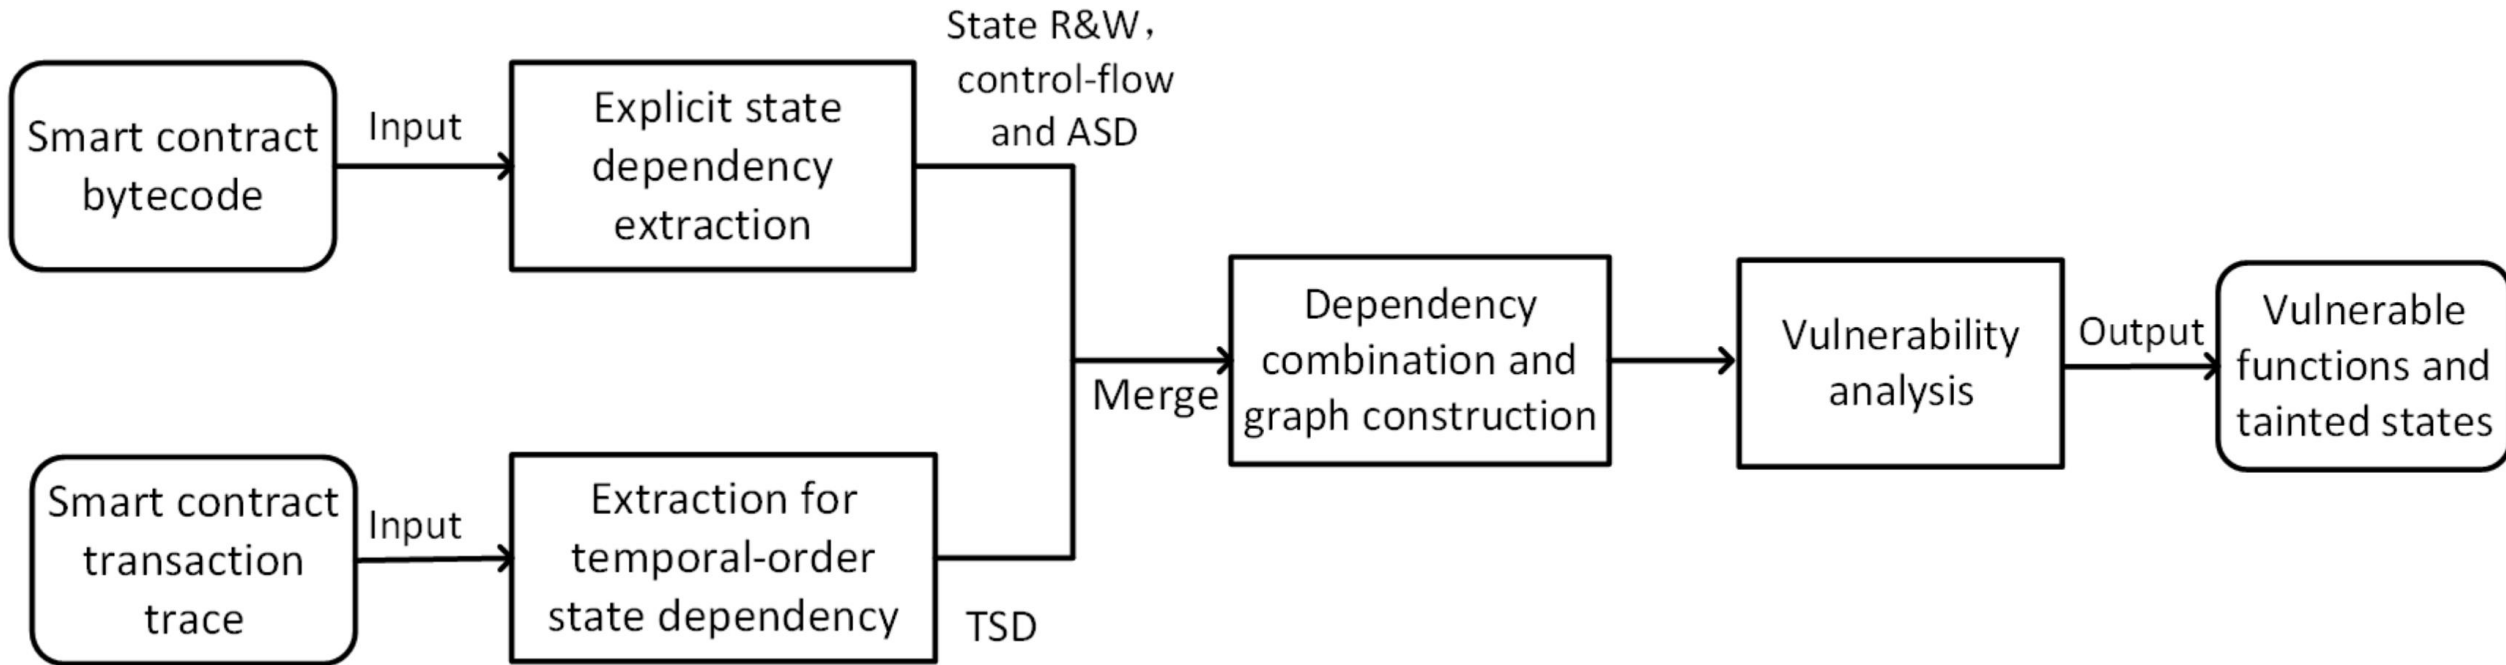 Smart contract
bytecode
Input
Explicit state
dependency
extraction
State R&W，
control-flow
and ASD
Smart contract
transaction
trace
Input
Extraction for
temporal-order
state dependency
TSD
Merge
Dependency
combination and
graph construction
Vulnerability
analysis
Output
Vulnerable
functions and
tainted states